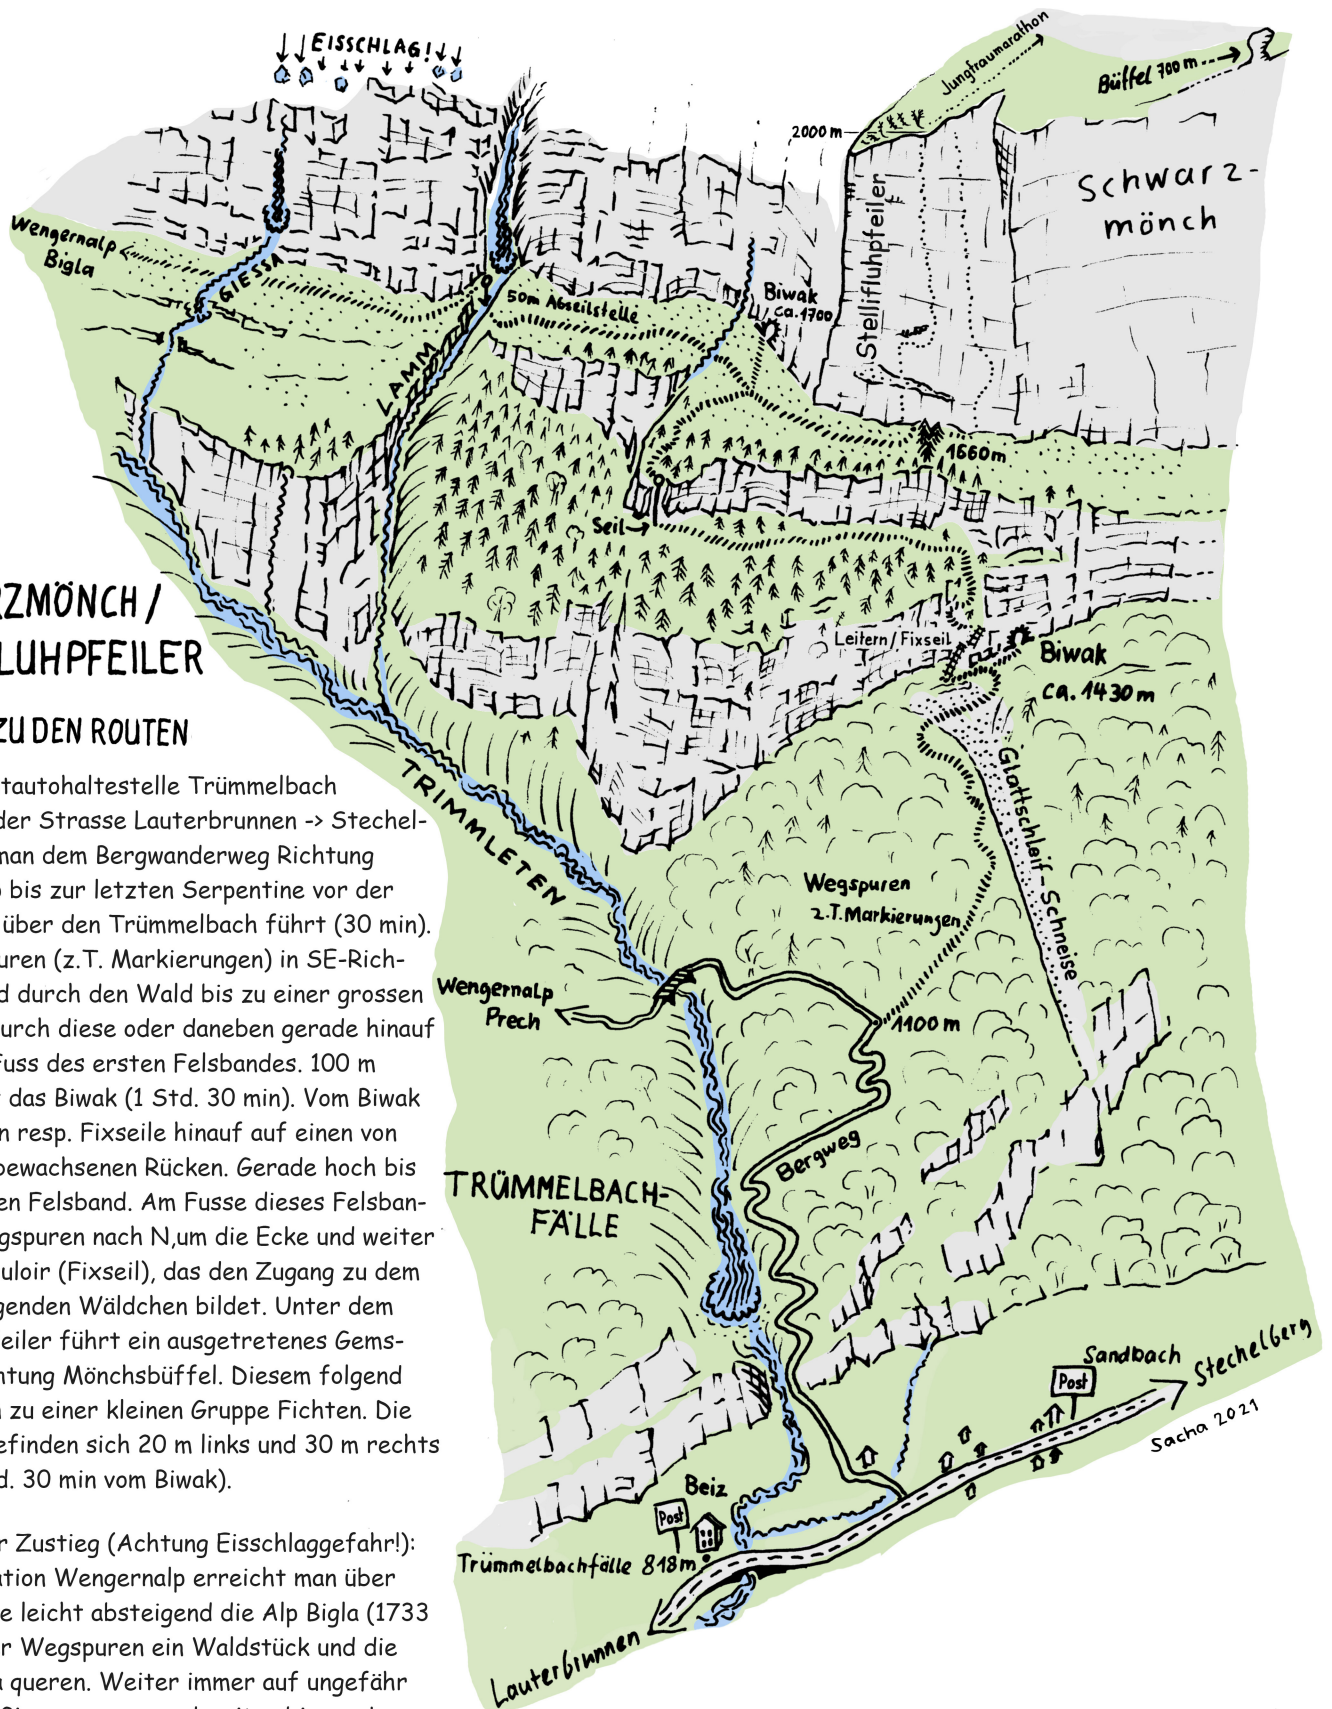 EISSCHLAG!
Jungfraumarathon
Büffel 700 m
2000 m
Schwarz-
mönch
Stellifluhpfeiler
Wengernalp
Bigla
GIESSA
50m Abseilstelle
Biwak
ca. 1700
LAMM
1660m
Seil
RZMÖNCH /
LUHPFEILER
ZU DEN ROUTEN
Leitern / Fixseil
Biwak
ca. 1430 m
Glattschleif-Schneise
TRIMMLETEN
Wegspuren
z.T. Markierungen
Wengernalp
Prech
1100 m
Bergweg
TRÜMMELBACH-
FÄLLE
tautohaltestelle Trümmelbach
der Strasse Lauterbrunnen -> Stechel-
man dem Bergwanderweg Richtung
bis zur letzten Serpentine vor der
über den Trümmelbach führt (30 min).
uren (z.T. Markierungen) in SE-Rich-
d durch den Wald bis zu einer grossen
urch diese oder daneben gerade hinauf
Fuss des ersten Felsbandes. 100 m
das Biwak (1 Std. 30 min). Vom Biwak
n resp. Fixseile hinauf auf einen von
bewachsenen Rücken. Gerade hoch bis
en Felsband. Am Fusse dieses Felsban-
gspuren nach N,um die Ecke und weiter
uloir (Fixseil), das den Zugang zu dem
genden Wäldchen bildet. Unter dem
eiler führt ein ausgetretenes Gems-
htung Mönchsbüffel. Diesem folgend
zu einer kleinen Gruppe Fichten. Die
efinden sich 20 m links und 30 m rechts
d. 30 min vom Biwak).
r Zustieg (Achtung Eisschlaggefahr!):
ation Wengernalp erreicht man über
e leicht absteigend die Alp Bigla (1733
r Wegspuren ein Waldstück und die
queren. Weiter immer auf ungefähr
Sandbach
Post
Stechelberg
Sacha 2021
Beiz
Post
Trümmelbachfälle 818m
Lauterbrunnen